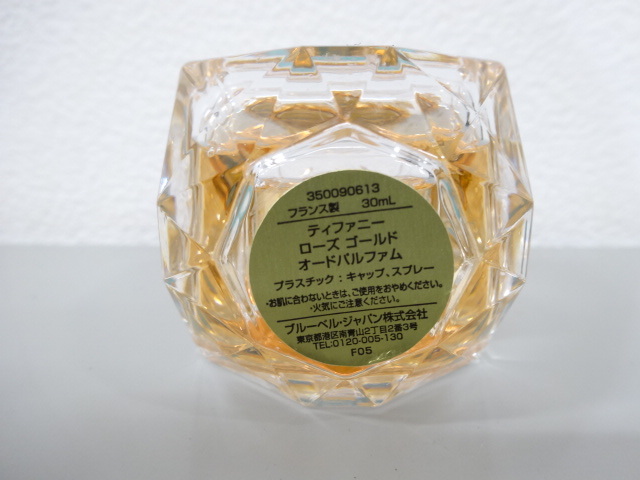 350090613
フランス製 30mL
ティファニー
ローズ ゴールド
オードパルファム
プラスチック:キャップ、スプレー
・お肌に合わないときは、ご使用をおやめください。
・火気にご注意ください。
ブルーベル・ジャパン株式会社
東京都港区南青山2丁目2番3号
TEL:0120-005-130
F05